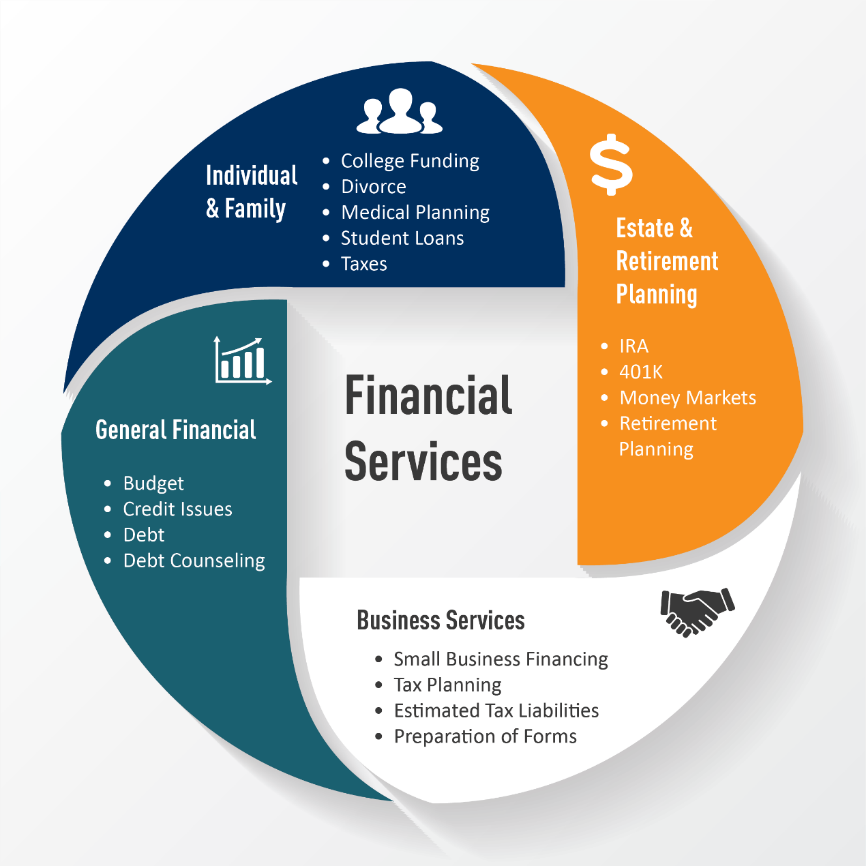 Individual
& Family
• College Funding
• Divorce
• Medical Planning
• Student Loans
• Taxes
$
Estate &
Retirement
Planning
• IRA
• 401K
• Money Markets
• Retirement
Planning
Financial
Services
General Financial
• Budget
• Credit Issues
• Debt
• Debt Counseling
Business Services
• Small Business Financing
• Tax Planning
• Estimated Tax Liabilities
• Preparation of Forms